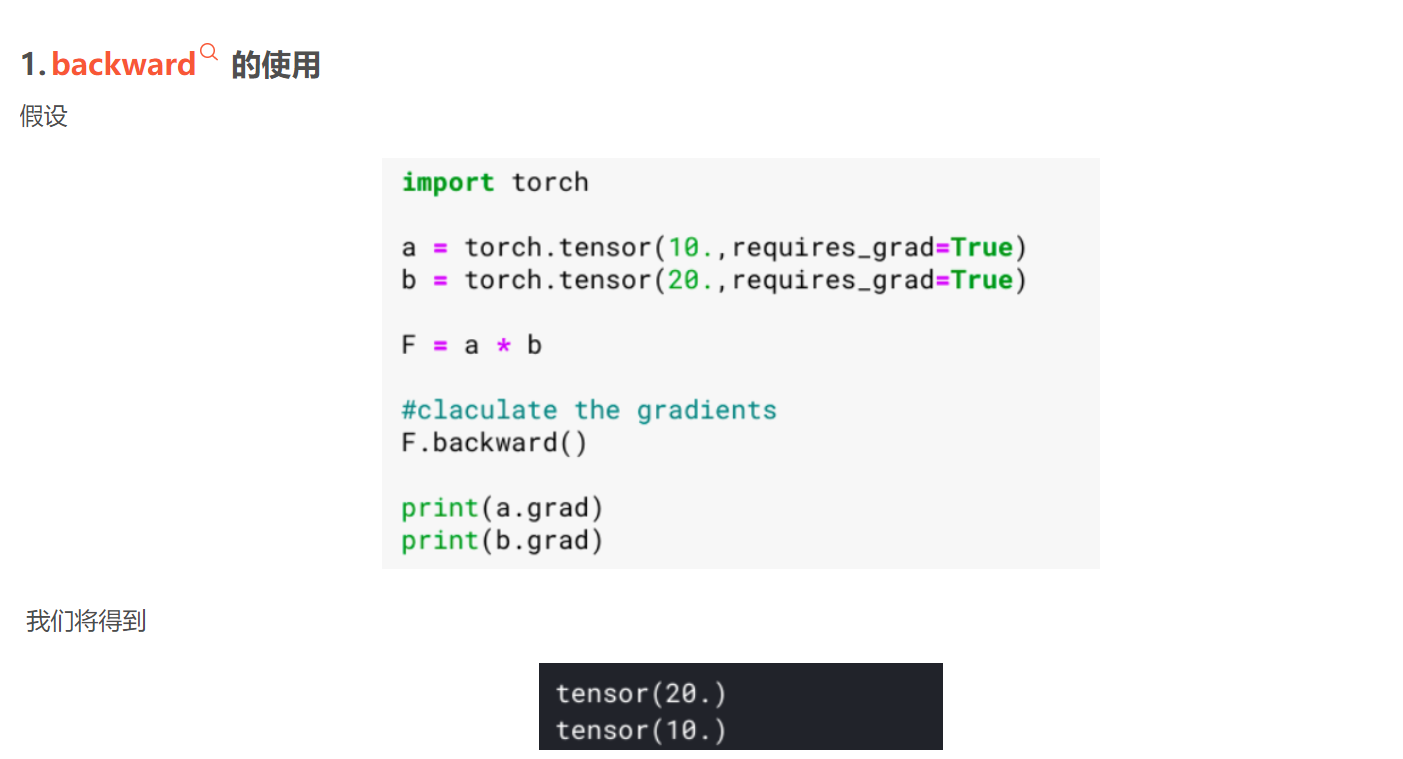 1.backward 的使用
假设
import torch
a = torch.tensor(10.,requires_grad=True)
b = torch.tensor(20.,requires_grad=True)
F = a * b
#claculate the gradients
F.backward()
print(a.grad)
print(b.grad)
我们将得到
tensor(20.)
tensor(10.)